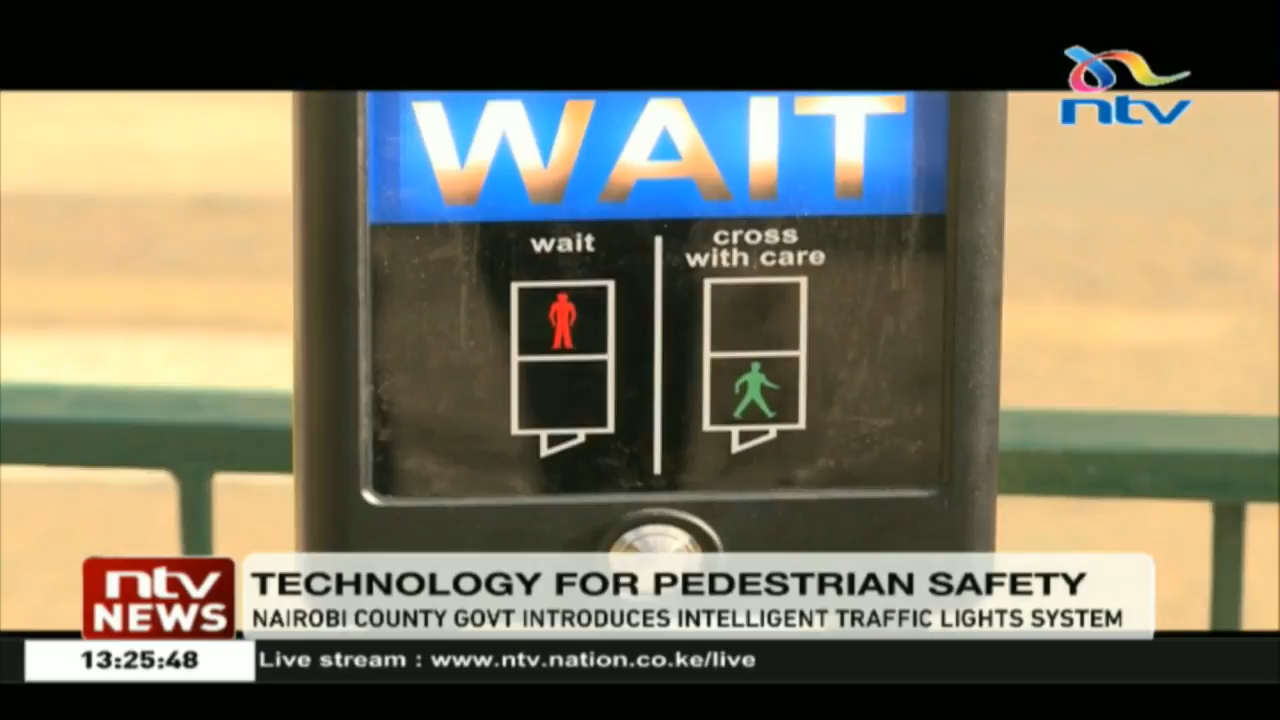 ntv
WAIT
wait
cross
with care
ntv
NEWS
TECHNOLOGY FOR PEDESTRIAN SAFETY
NAIROBI COUNTY GOVT INTRODUCES INTELLIGENT TRAFFIC LIGHTS SYSTEM
13:25:48
Live stream : www.ntv.nation.co.ke/live